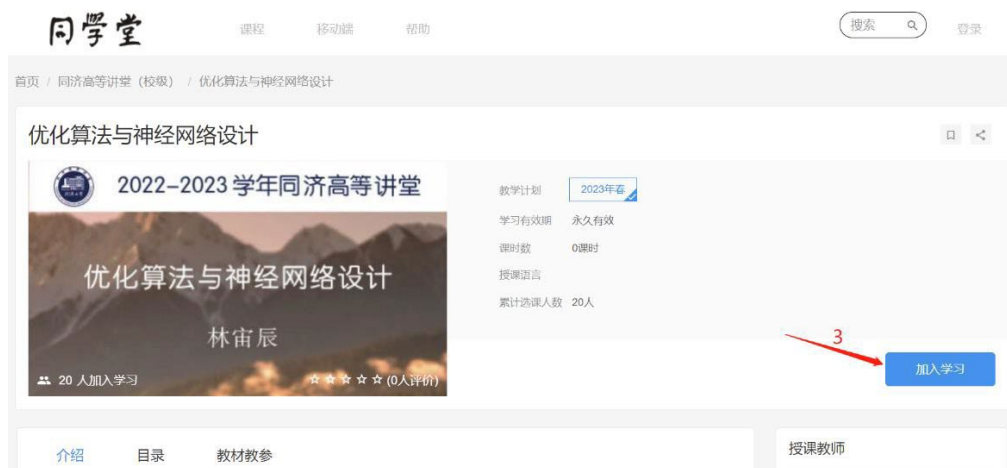 同学堂 课程 移动端 帮助 搜索 登录
首页 / 同济高等讲堂（校级） / 优化算法与神经网络设计
优化算法与神经网络设计
2022-2023学年同济高等讲堂
优化算法与神经网络设计
林宙辰
20 人加入学习 (0人评价)
教学计划 2023年春
学习有效期 永久有效
课时数 0课时
授课语言
累计选课人数 20人
3
加入学习
介绍 目录 教材教参
授课教师